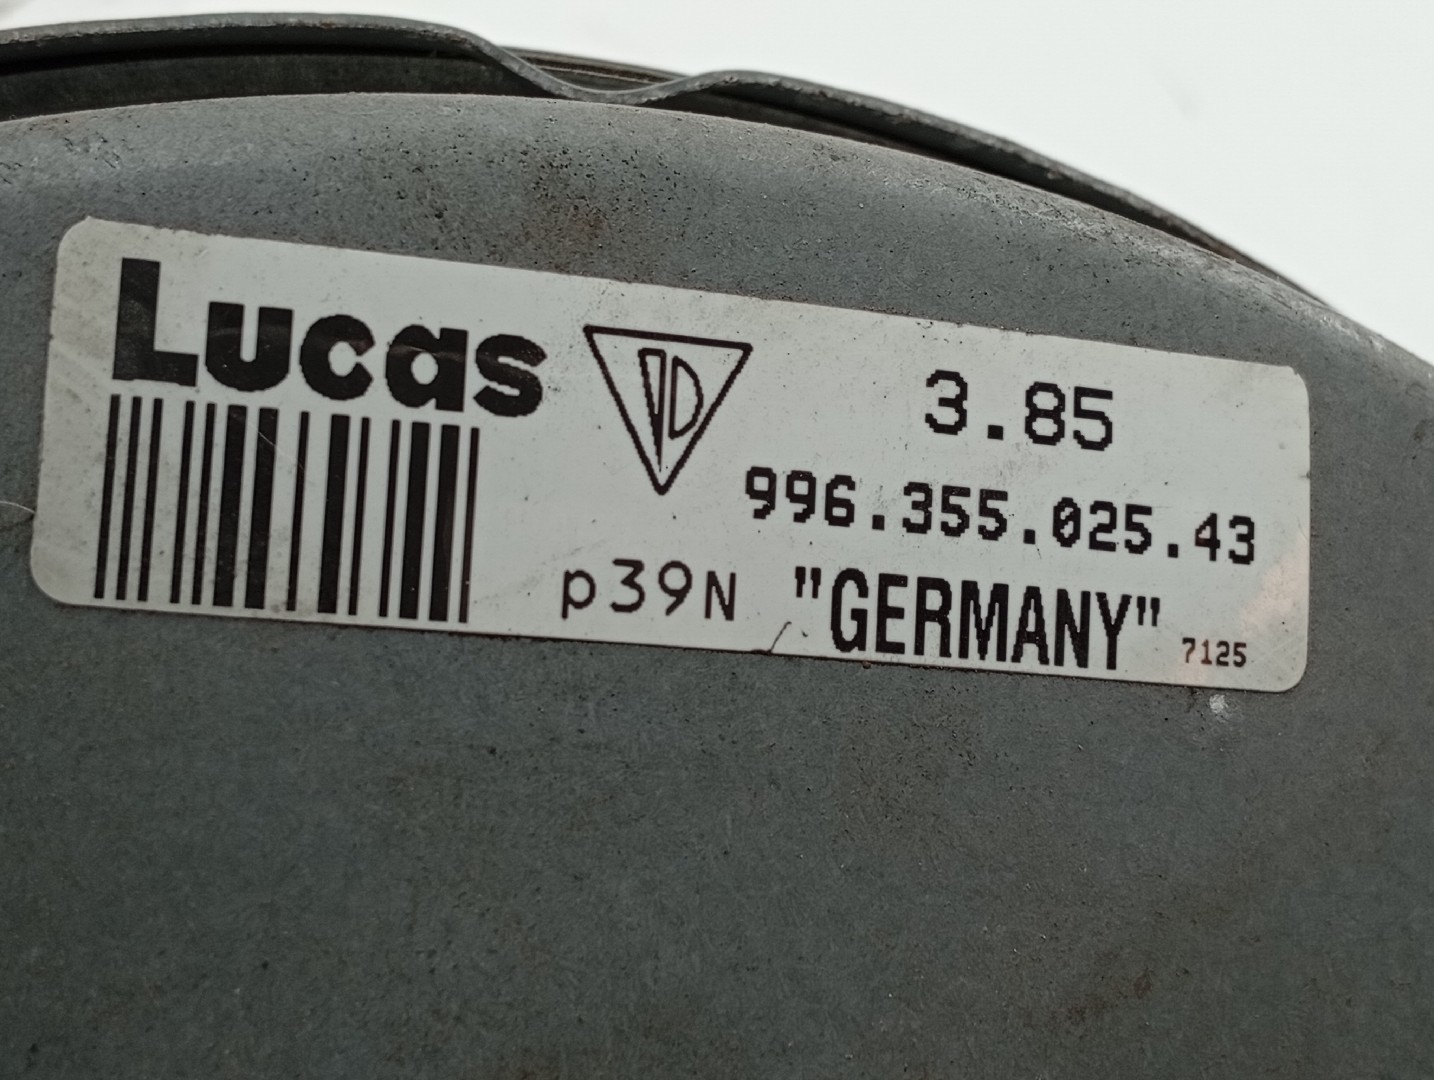 Lucas
3.85
996.355.025.43
p39N "GERMANY" 7125